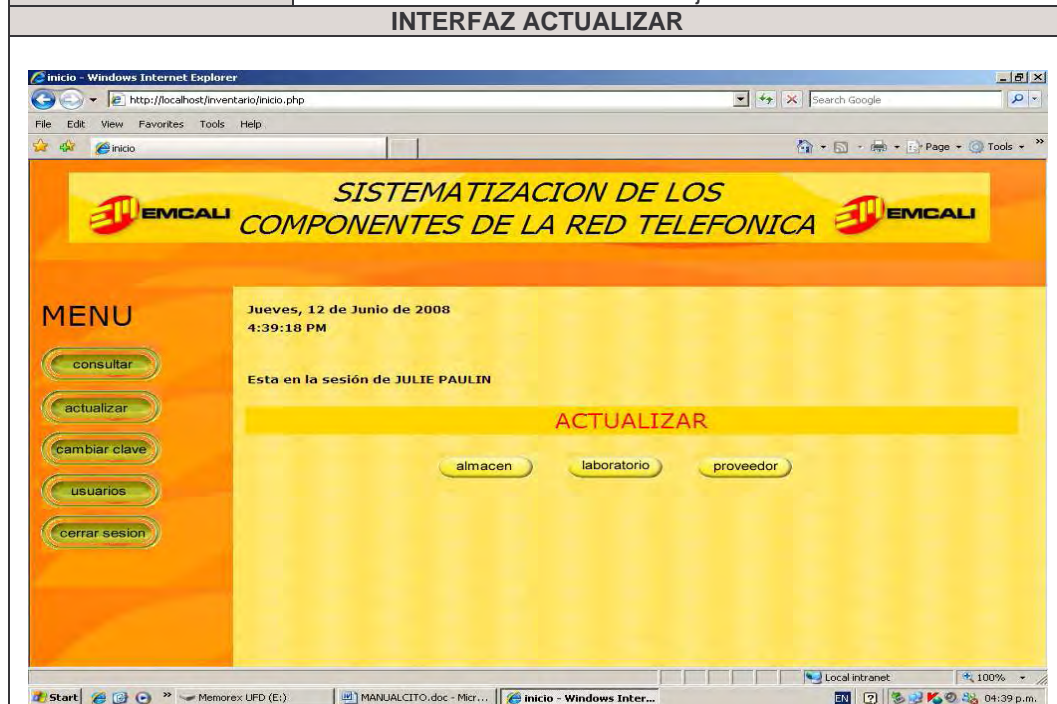 INTERFAZ ACTUALIZAR
inicio - Windows Internet Explorer
http://localhost/inventario/inicio.php
Search Google
File Edit View Favorites Tools Help
inicio
Page Tools »
EMCALI
SISTEMATIZACION DE LOS
COMPONENTES DE LA RED TELEFONICA
EMCALI
MENU
consultar
actualizar
cambiar clave
usuarios
cerrar sesion
Jueves, 12 de Junio de 2008
4:39:18 PM
Esta en la sesión de JULIE PAULIN
ACTUALIZAR
almacen laboratorio proveedor
Local intranet 100%
Start » Memorex UFD (E:) MANUALCITO.doc - Micr... inicio - Windows Inter... EN 04:39 p.m.